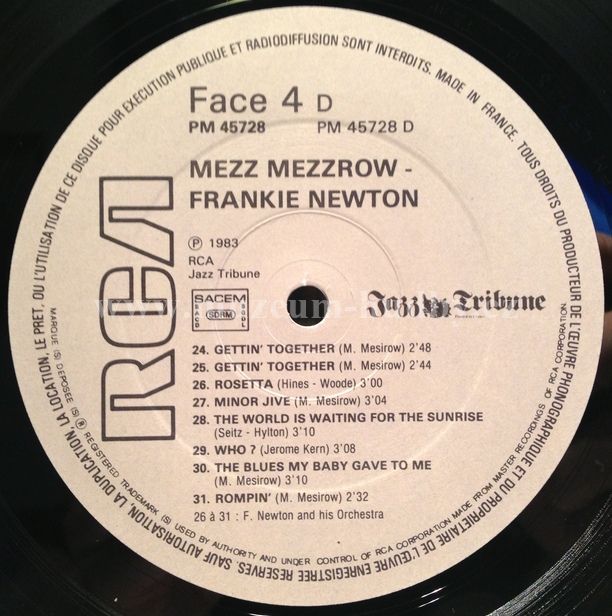 Face 4 D
PM 45728 PM 45728 D
MEZZ MEZZROW -
FRANKIE NEWTON
℗ 1983
RCA
Jazz Tribune
SACEM
SACD
SDRM
SGDL
Jazz Tribune
RCA
24. GETTIN' TOGETHER (M. Mesirow) 2'48
25. GETTIN' TOGETHER (M. Mesirow) 2'44
26. ROSETTA (Hines - Woode) 3'00
27. MINOR JIVE (M. Mesirow) 3'04
28. THE WORLD IS WAITING FOR THE SUNRISE
(Seitz - Hylton) 3'10
29. WHO ? (Jerome Kern) 3'08
30. THE BLUES MY BABY GAVE TO ME
(M. Mesirow) 3'10
31. ROMPIN' (M. Mesirow) 2'32
26 à 31 : F. Newton and his Orchestra
MADE IN FRANCE. TOUS DROITS DU PRODUCTEUR DE L'ŒUVRE PHONOGRAPHIQUE ET DU PROPRIETAIRE DE L'ŒUVRE ENREGISTREE RESERVES. SAUF AUTORISATION, LA DUPLICATION, LA LOCATION, LE PRET, OU L'UTILISATION DE CE DISQUE POUR EXECUTION PUBLIQUE ET RADIODIFFUSION SONT INTERDITS.
MARQUE (S) DEPOSEE (S) ® REGISTERED TRADEMARK (S) IS USED BY AUTHORITY AND UNDER CONTROL OF RCA CORPORATION MADE FROM MASTER RECORDINGS OF RCA CORPORATION